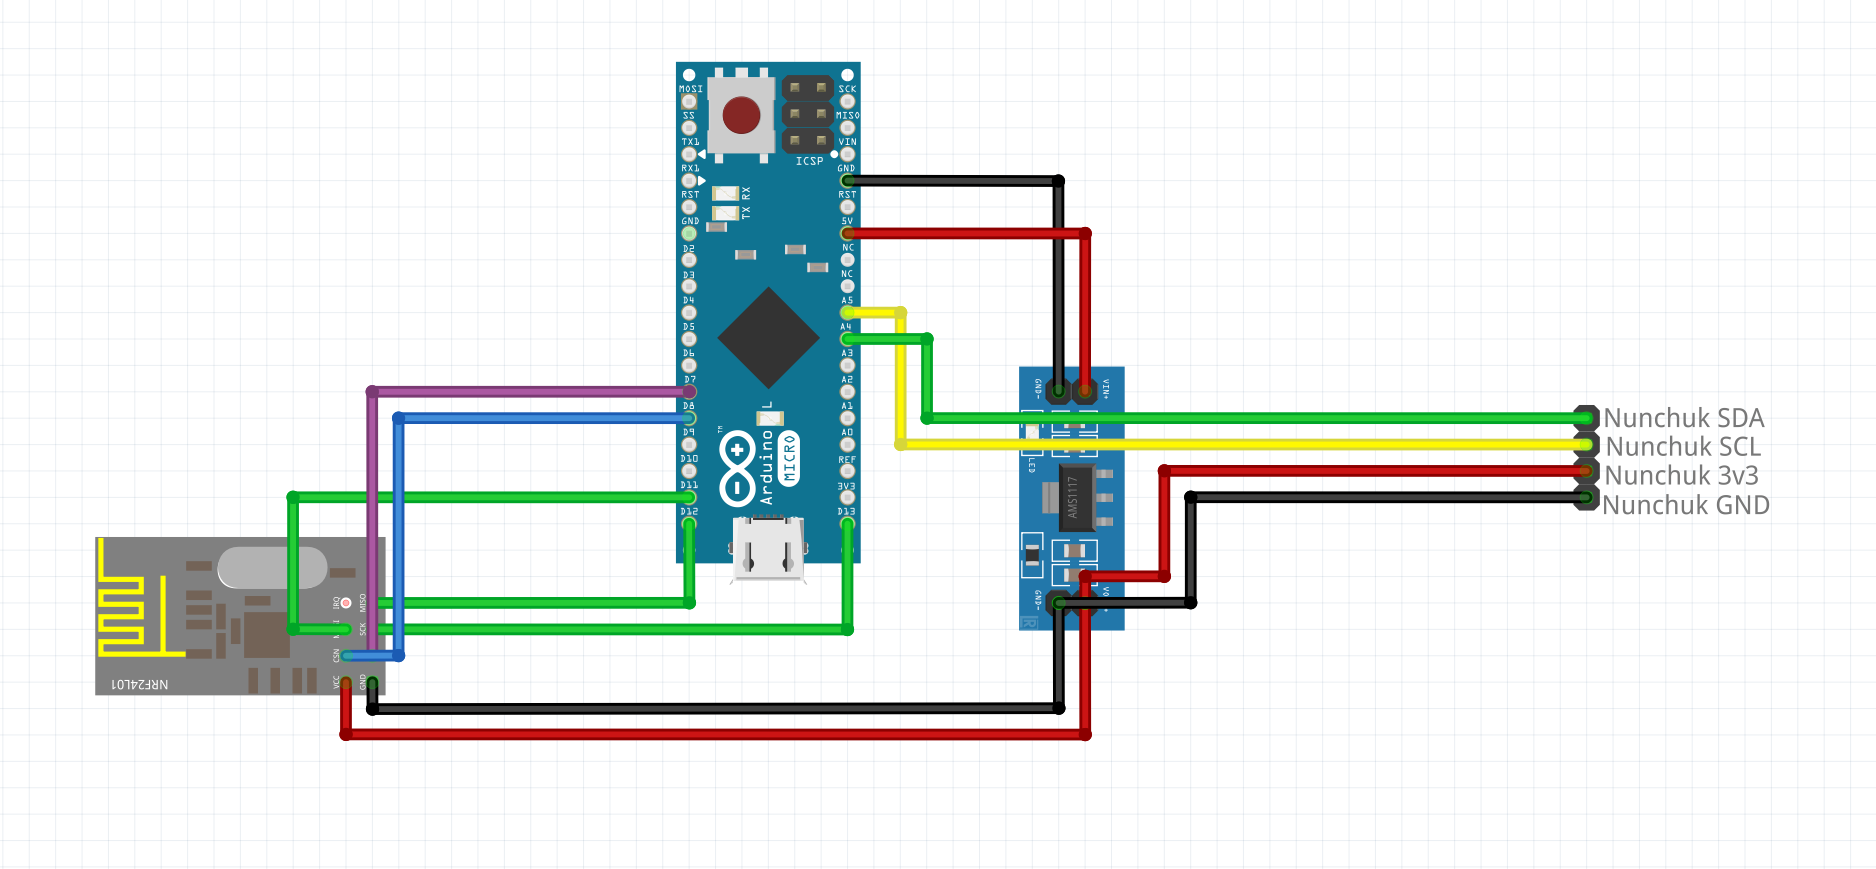 MOSI
SS
TX1
RX1
RST
GND
D2
D3
D4
D5
D6
D7
D8
D9
D10
D11
D12
SCK
MISO
VIN
GND
RST
5V
NC
NC
A5
A4
A3
A2
A1
A0
REF
3V3
D13
ICSP
RX
TX
L
TM
Arduino
MICRO
GND-
VIN+
LED
AMS1117
GND-
Nunchuk SDA
Nunchuk SCL
Nunchuk 3v3
Nunchuk GND
IRQ
MISO
SCK
CSN
VCC
GND
NRF24L01